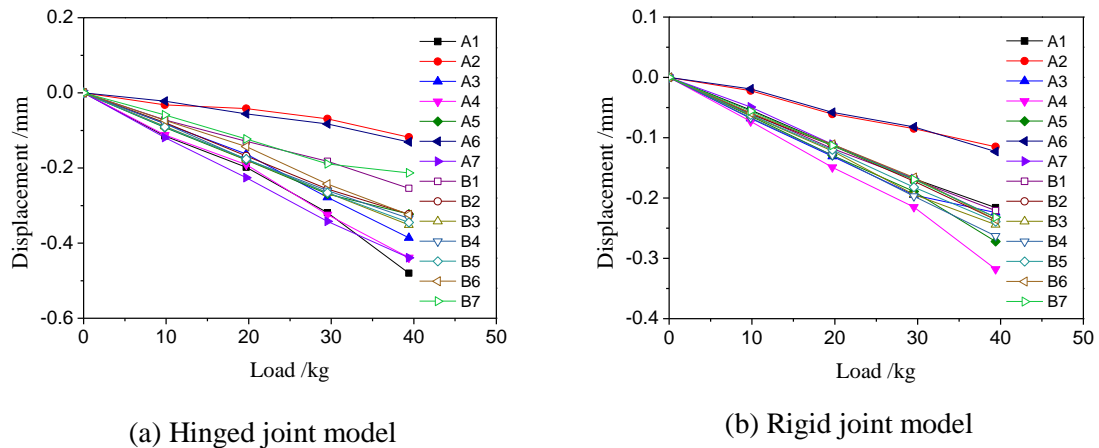 0.2
0.0
-0.2
-0.4
-0.6
0
10
20
30
40
50
Displacement /mm
Load /kg
A1
A2
A3
A4
A5
A6
A7
B1
B2
B3
B4
B5
B6
B7
(a) Hinged joint model
0.1
0.0
-0.1
-0.2
-0.3
-0.4
0
10
20
30
40
50
Displacement /mm
Load /kg
A1
A2
A3
A4
A5
A6
A7
B1
B2
B3
B4
B5
B6
B7
(b) Rigid joint model